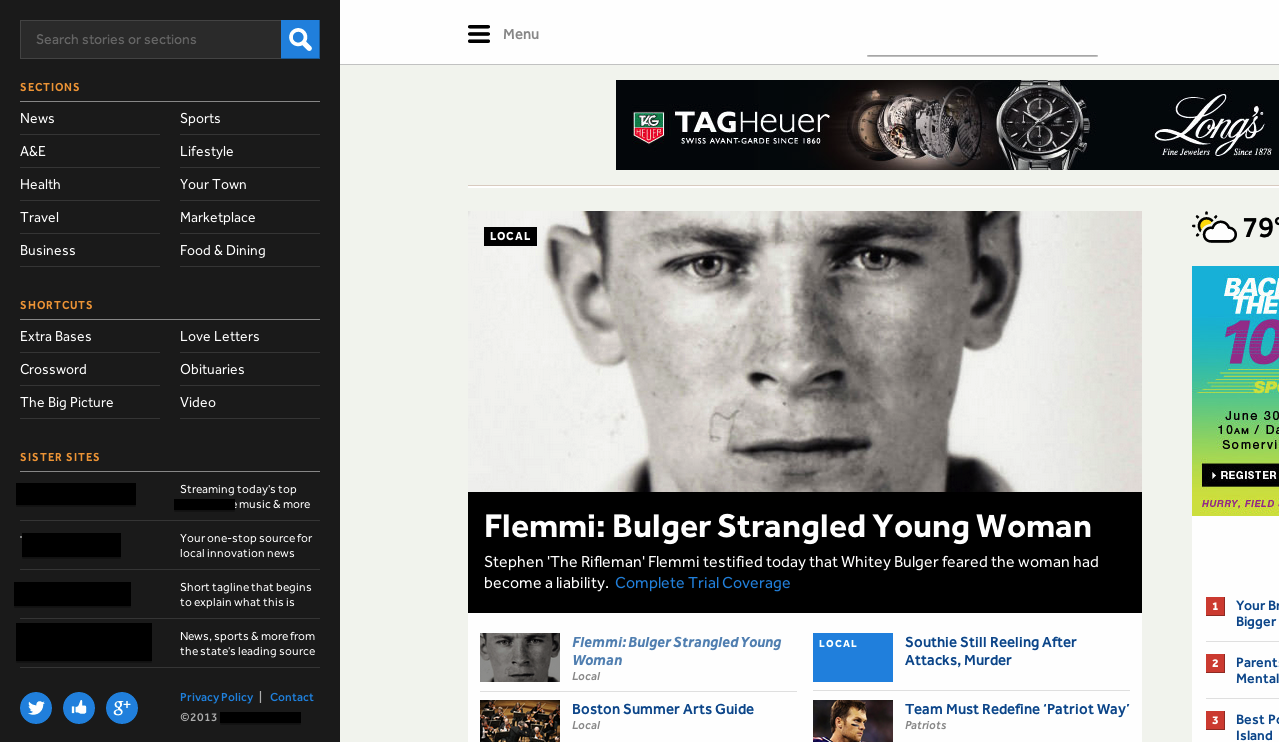 Search stories or sections
SECTIONS
News
Sports
A&E
Lifestyle
Health
Your Town
Travel
Marketplace
Business
Food & Dining
SHORTCUTS
Extra Bases
Love Letters
Crossword
Obituaries
The Big Picture
Video
SISTER SITES
Streaming today's top
music & more
Your one-stop source for
local innovation news
Short tagline that begins
to explain what this is
News, sports & more from
the state's leading source
Privacy Policy | Contact
©2013
Menu
TAG
HEUER
TAGHeuer
SWISS AVANT-GARDE SINCE 1860
Long's
Fine Jewelers Since 1878
LOCAL
Flemmi: Bulger Strangled Young Woman
Stephen 'The Rifleman' Flemmi testified today that Whitey Bulger feared the woman had
become a liability. Complete Trial Coverage
Flemmi: Bulger Strangled Young
Woman
Local
LOCAL
Southie Still Reeling After
Attacks, Murder
Boston Summer Arts Guide
Local
Team Must Redefine 'Patriot Way'
Patriots
79°
THE
10
June 30
10AM / Da
Somervi
REGISTER
HURRY, FIELD
1
Your Br
Bigger
2
Parent
Mental
3
Best Po
Island